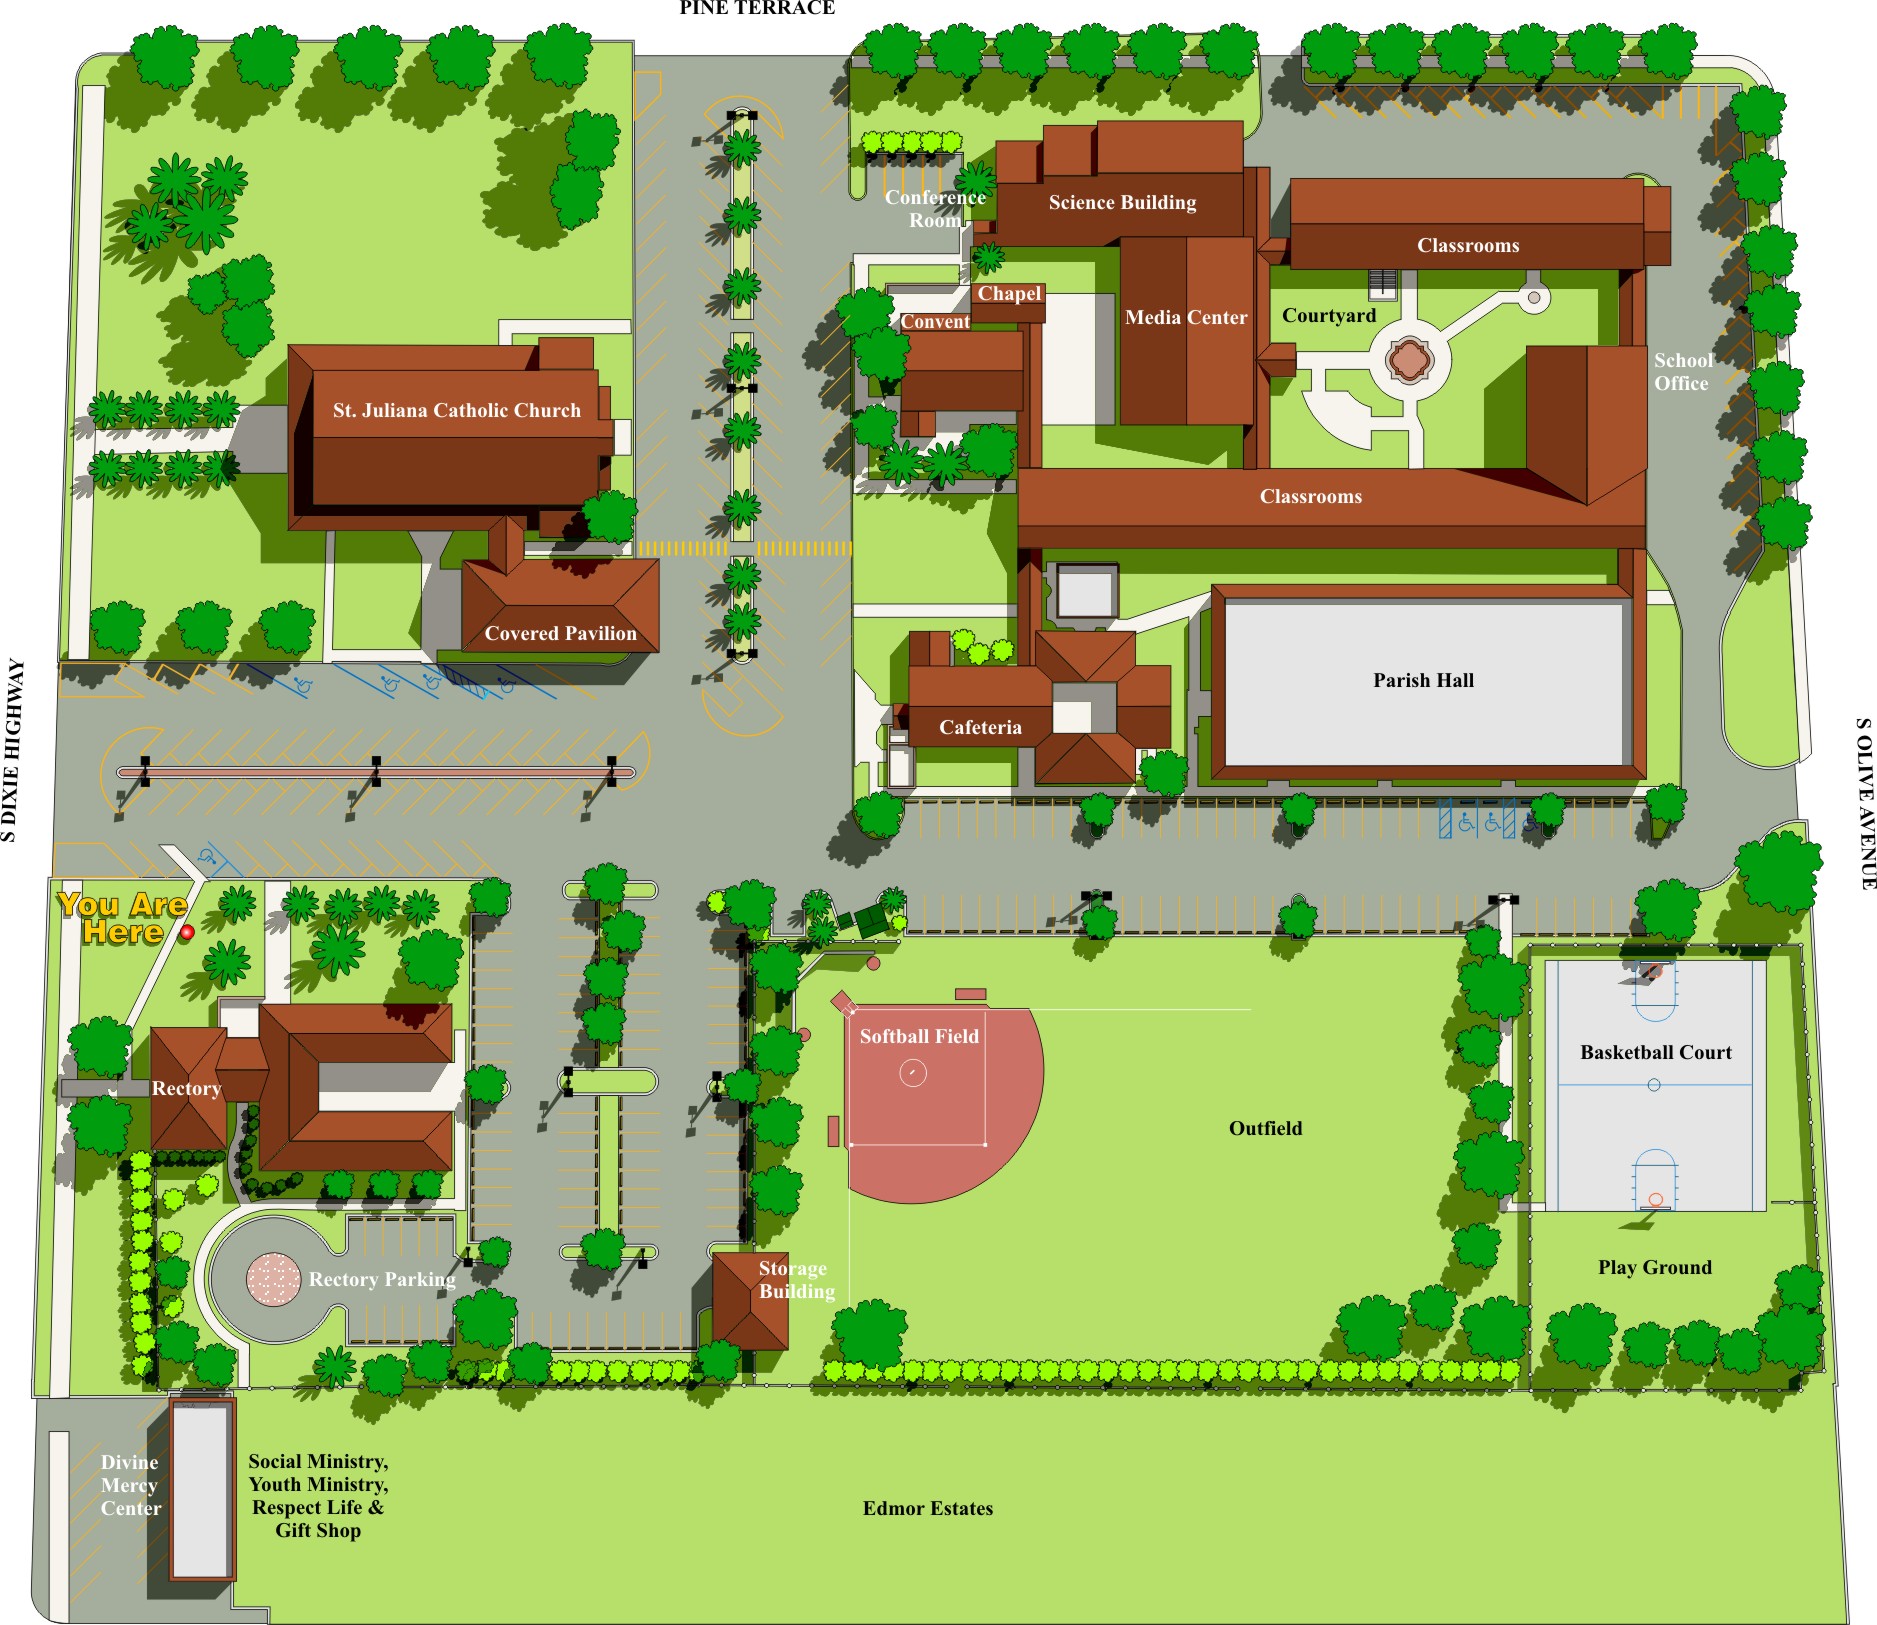 PINE TERRACE
Conference
Room
Science Building
Classrooms
Chapel
Convent
Media Center
Courtyard
School
Office
St. Juliana Catholic Church
Classrooms
Covered Pavilion
Parish Hall
Cafeteria
S DIXIE HIGHWAY
S OLIVE AVENUE
You Are
Here
Softball Field
Basketball Court
Rectory
Outfield
Rectory Parking
Storage
Building
Play Ground
Divine
Mercy
Center
Social Ministry,
Youth Ministry,
Respect Life &
Gift Shop
Edmor Estates